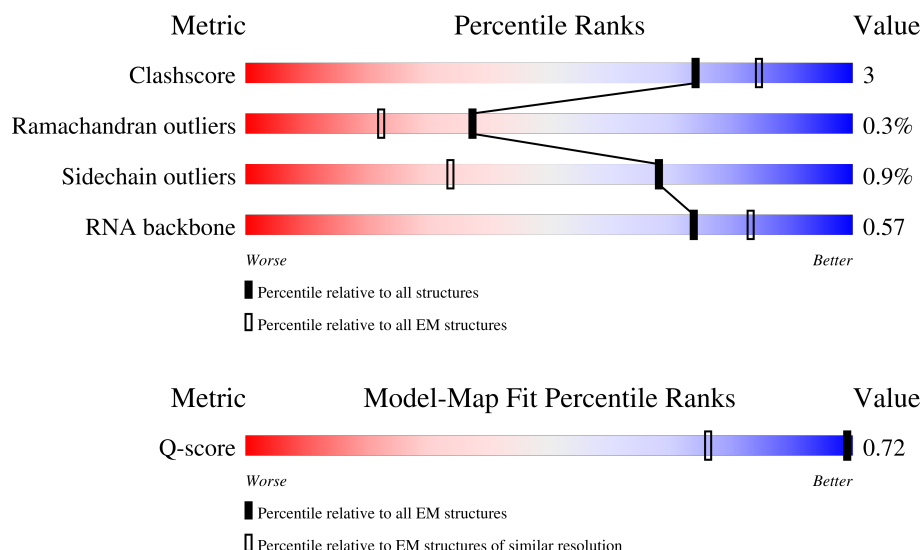 Metric Percentile Ranks Value
Clashscore 3
Ramachandran outliers 0.3%
Sidechain outliers 0.9%
RNA backbone 0.57
Worse Better
Percentile relative to all structures
Percentile relative to all EM structures
Metric Model-Map Fit Percentile Ranks Value
Q-score 0.72
Worse Better
Percentile relative to all EM structures
Percentile relative to EM structures of similar resolution